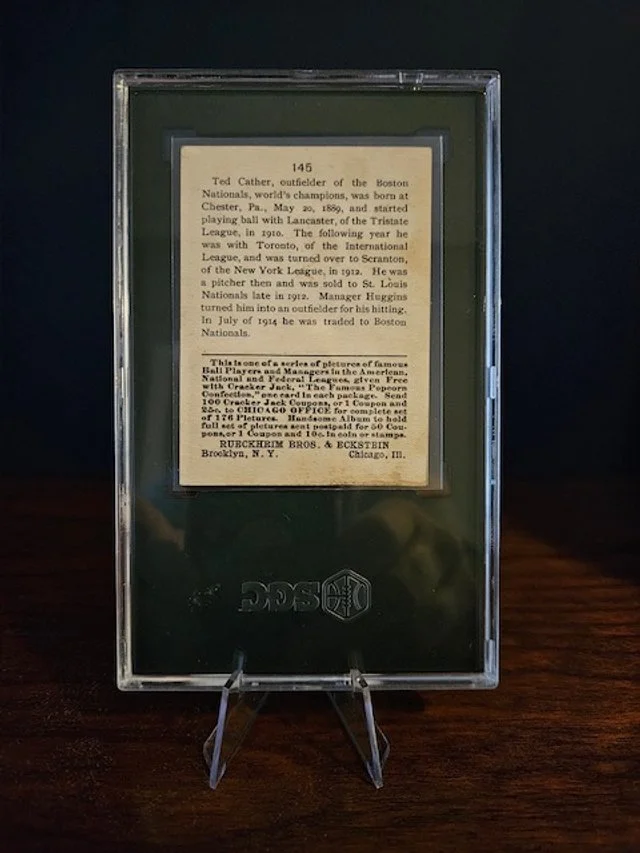 145
Ted Cather, outfielder of the Boston
Nationals, world's champions, was born at
Chester, Pa., May 20, 1889, and started
playing ball with Lancaster, of the Tristate
League, in 1910. The following year he
was with Toronto, of the International
League, and was turned over to Scranton,
of the New York League, in 1912. He was
a pitcher then and was sold to St. Louis
Nationals late in 1912. Manager Huggins
turned him into an outfielder for his hitting.
In July of 1914 he was traded to Boston
Nationals.
This is one of a series of pictures of famous
Ball Players and Managers in the American,
National and Federal Leagues, given Free
with Cracker Jack, "The Famous Popcorn
Confection," one card in each package. Send
100 Cracker Jack Coupons, or 1 Coupon and
25c. to CHICAGO OFFICE for complete set
of 176 Pictures. Handsome Album to hold
full set of pictures sent postpaid for 50 Cou-
pons, or 1 Coupon and 10c. in coin or stamps.
RUECKHEIM BROS. & ECKSTEIN
Brooklyn, N. Y. Chicago, Ill.
SGC